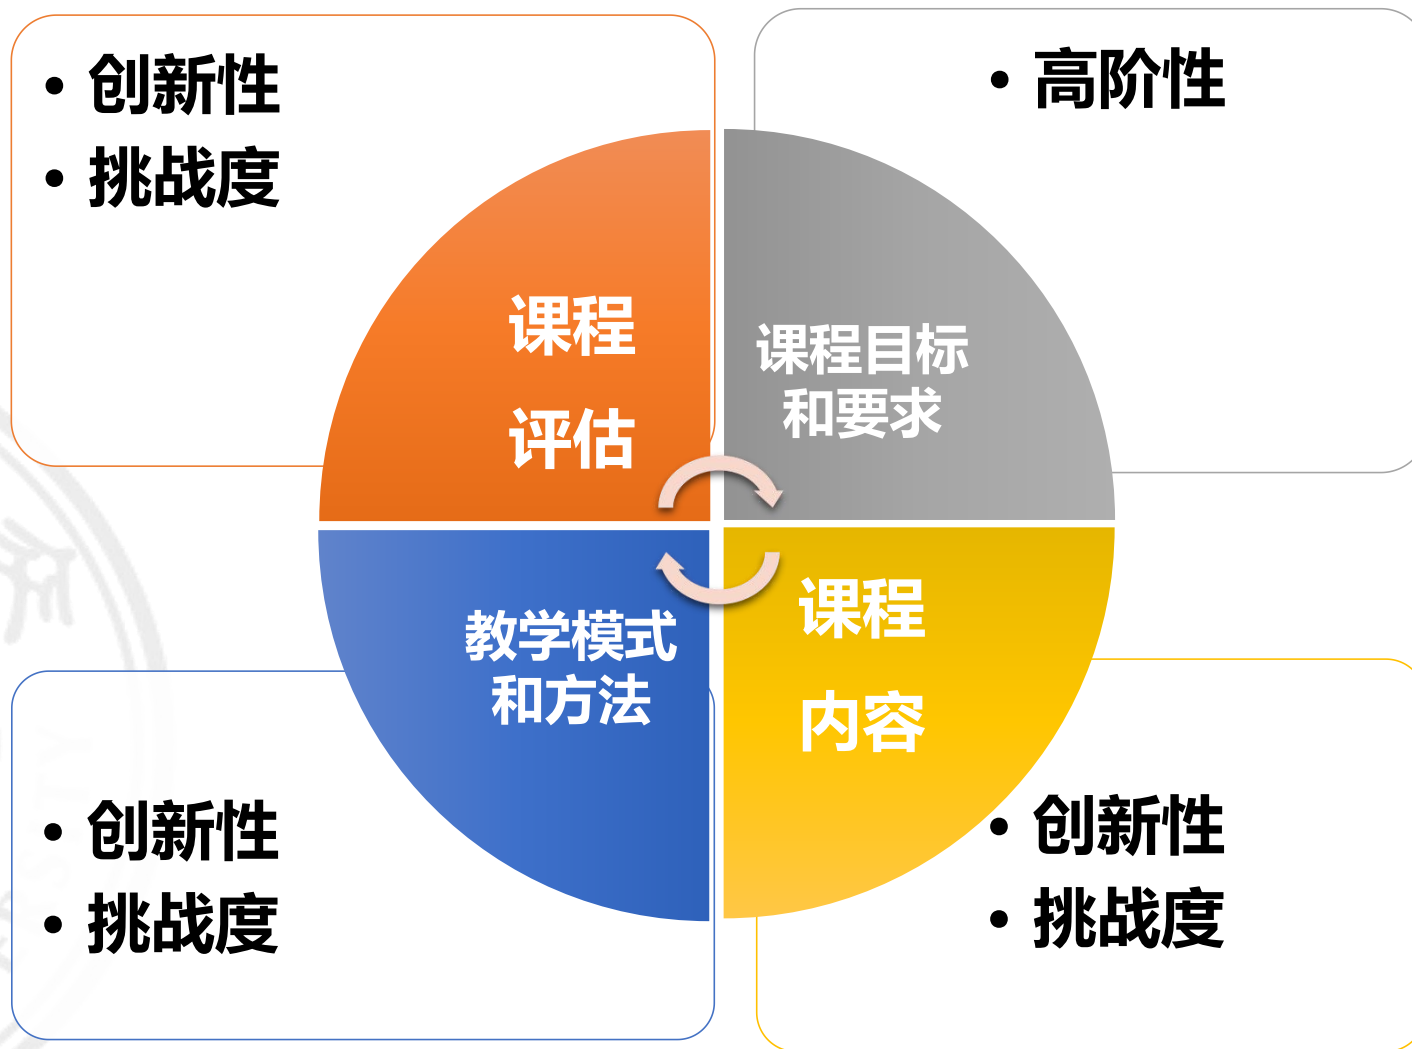 • 创新性
• 挑战度
• 高阶性
课程
评估
课程目标
和要求
教学模式
和方法
课程
内容
• 创新性
• 挑战度
• 创新性
• 挑战度